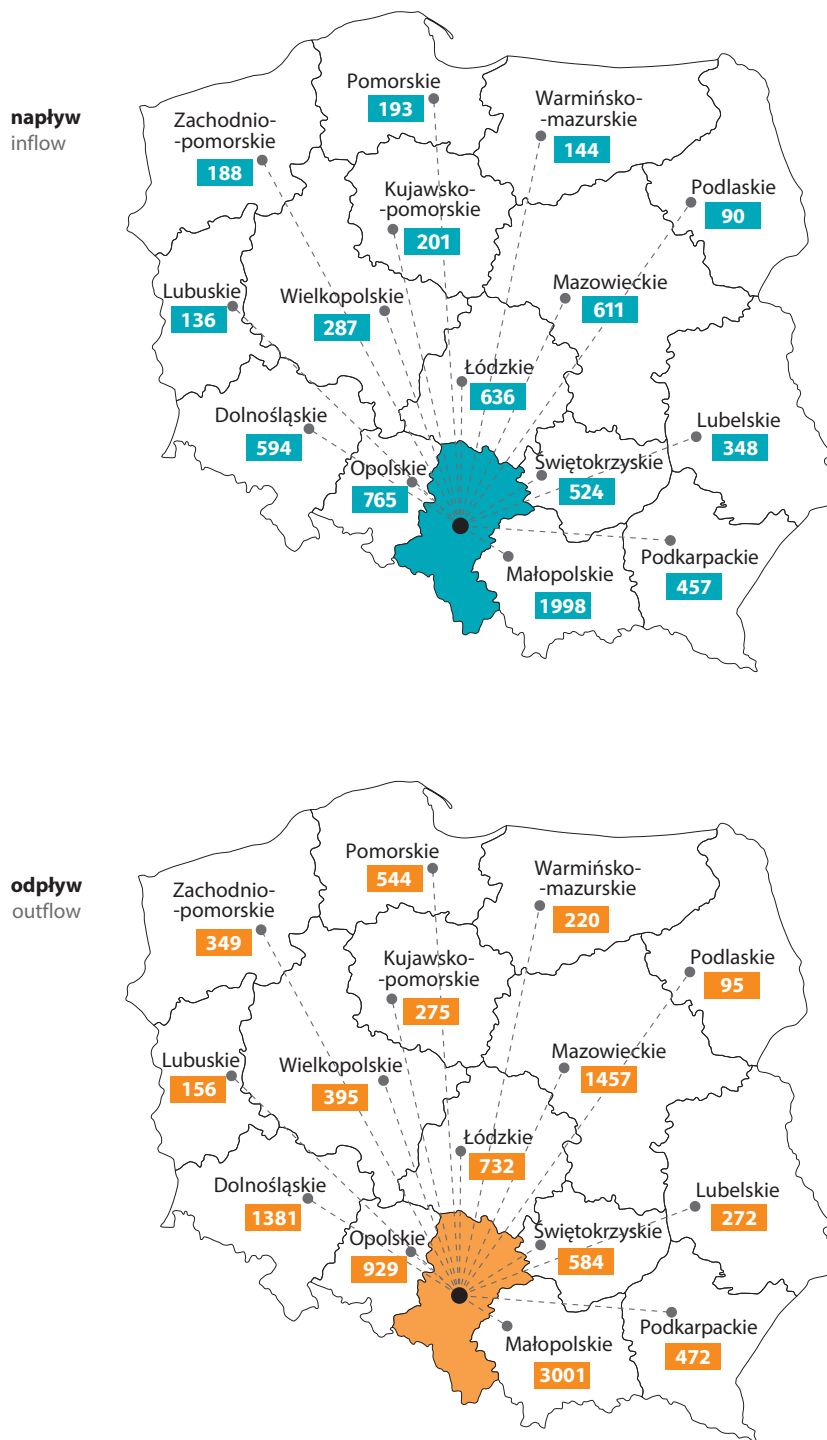 napływ
inflow
Pomorskie
193
Warmińsko-
-mazurskie
144
Zachodnio-
-pomorskie
188
Kujawsko-
-pomorskie
201
Podlaskie
90
Lubuskie
136
Wielkopolskie
287
Mazowieckie
611
Łódzkie
636
Dolnośląskie
594
Lubelskie
348
Opolskie
765
Świętokrzyskie
524
Podkarpackie
457
Małopolskie
1998
odpływ
outflow
Pomorskie
544
Warmińsko-
-mazurskie
220
Zachodnio-
-pomorskie
349
Kujawsko-
-pomorskie
275
Podlaskie
95
Lubuskie
156
Wielkopolskie
395
Mazowieckie
1457
Łódzkie
732
Dolnośląskie
1381
Lubelskie
272
Opolskie
929
Świętokrzyskie
584
Podkarpackie
472
Małopolskie
3001